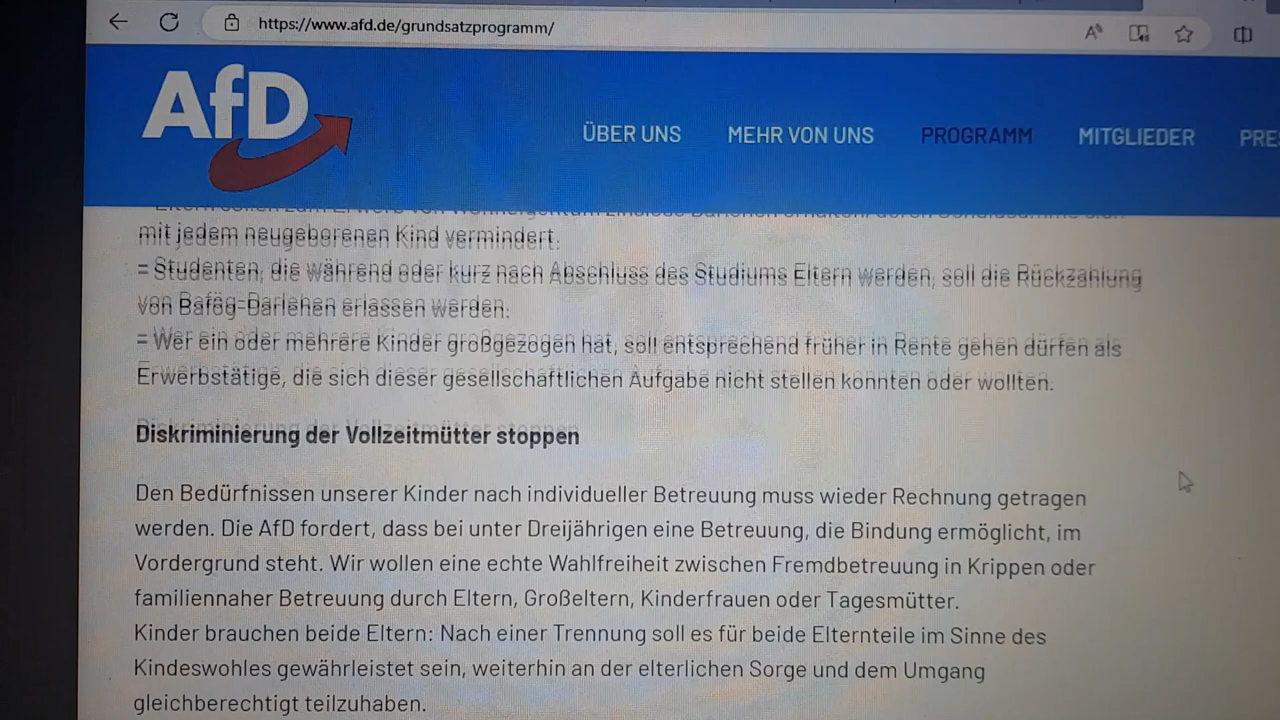 https://www.afd.de/grundsatzprogramm/
AfD
ÜBER UNS MEHR VON UNS PROGRAMM MITGLIEDER PRE
mit jedem neugeborenen Kind vermindert.
– Studenten, die während oder kurz nach Abschluss des Studiums Eltern werden, soll die Rückzahlung
von Bafög-Darlehen erlassen werden.
– Wer ein oder mehrere Kinder großgezogen hat, soll entsprechend früher in Rente gehen dürfen als
Erwerbstätige, die sich dieser gesellschaftlichen Aufgabe nicht stellen konnten oder wollten.
Diskriminierung der Vollzeitmütter stoppen
Den Bedürfnissen unserer Kinder nach individueller Betreuung muss wieder Rechnung getragen
werden. Die AfD fordert, dass bei unter Dreijährigen eine Betreuung, die Bindung ermöglicht, im
Vordergrund steht. Wir wollen eine echte Wahlfreiheit zwischen Fremdbetreuung in Krippen oder
familiennaher Betreuung durch Eltern, Großeltern, Kinderfrauen oder Tagesmütter.
Kinder brauchen beide Eltern: Nach einer Trennung soll es für beide Elternteile im Sinne des
Kindeswohles gewährleistet sein, weiterhin an der elterlichen Sorge und dem Umgang
gleichberechtigt teilzuhaben.